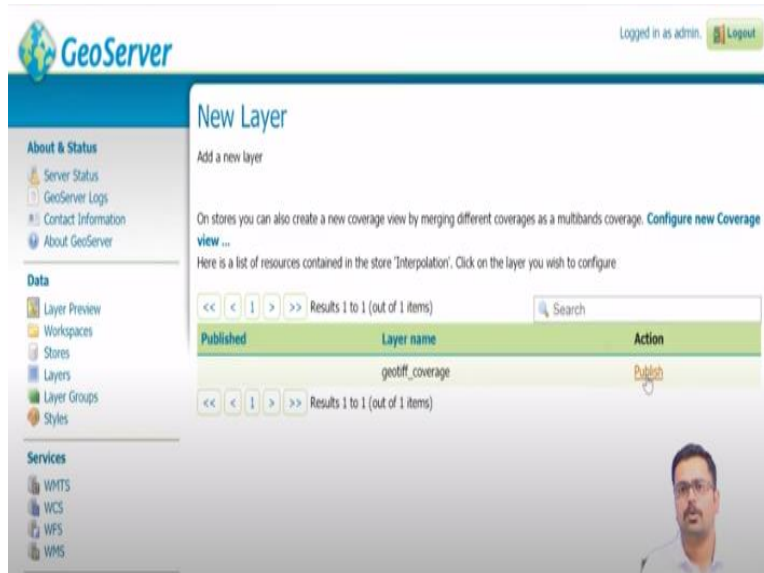 GeoServer
Logged in as admin.
Logout
New Layer
Add a new layer
On stores you can also create a new coverage view by merging different coverages as a multibands coverage. Configure new Coverage
view ...
Here is a list of resources contained in the store 'Interpolation'. Click on the layer you wish to configure
<< < 1 > >> Results 1 to 1 (out of 1 items)
Search
Published Layer name Action
geotiff_coverage Publish
<< < 1 > >> Results 1 to 1 (out of 1 items)
About & Status
Server Status
GeoServer Logs
Contact Information
About GeoServer
Data
Layer Preview
Workspaces
Stores
Layers
Layer Groups
Styles
Services
WMTS
WCS
WFS
WMS